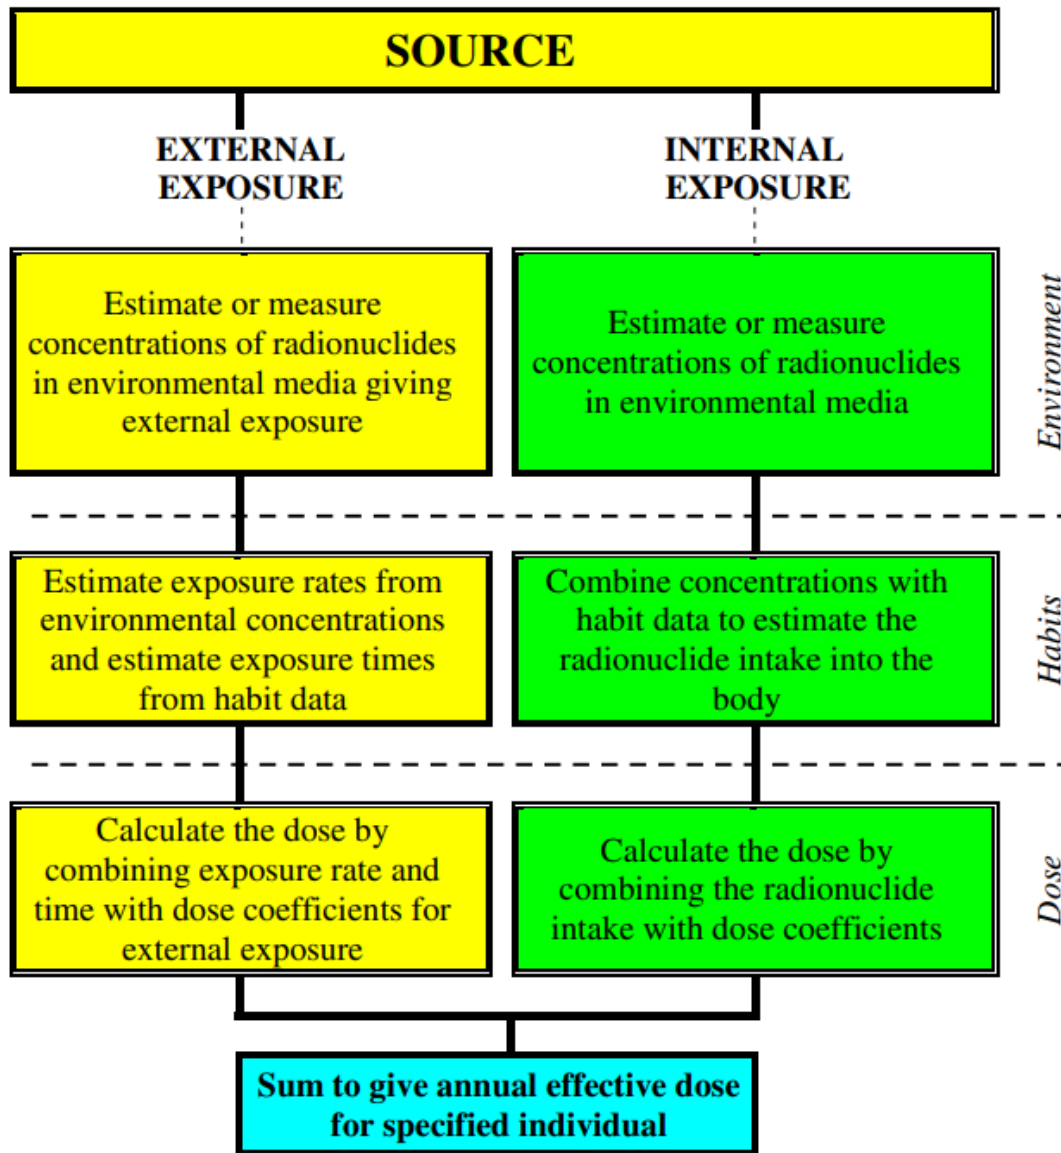 SOURCE
EXTERNAL
EXPOSURE
INTERNAL
EXPOSURE
Estimate or measure
concentrations of radionuclides
in environmental media giving
external exposure
Estimate or measure
concentrations of radionuclides
in environmental media
Environment
Estimate exposure rates from
environmental concentrations
and estimate exposure times
from habit data
Combine concentrations with
habit data to estimate the
radionuclide intake into the
body
Habits
Calculate the dose by
combining exposure rate and
time with dose coefficients for
external exposure
Calculate the dose by
combining the radionuclide
intake with dose coefficients
Dose
Sum to give annual effective dose
for specified individual